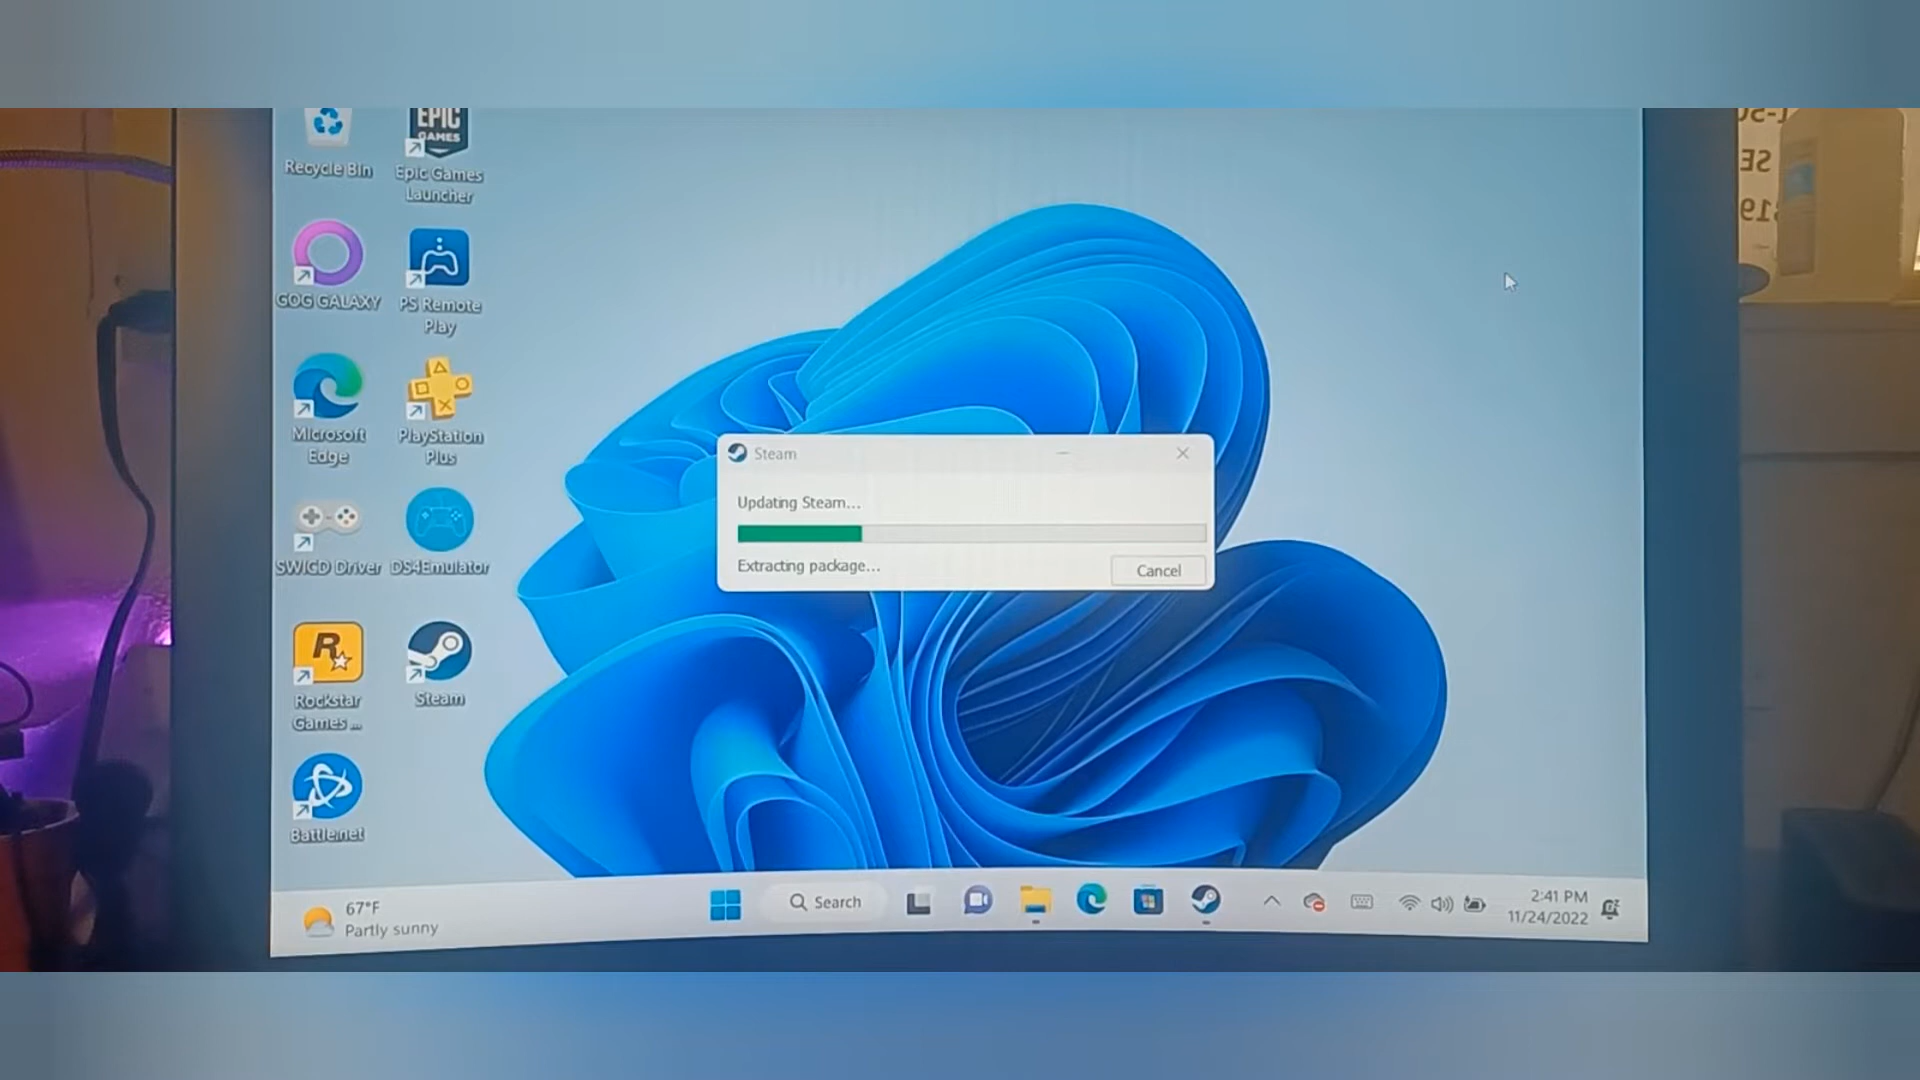 EPIC
GAMES
Recycle Bin
Epic Games
Launcher
GOG GALAXY
PS Remote
Play
Microsoft
Edge
PlayStation
Plus
SWICD Driver
DS4Emulator
R
Rockstar
Games ...
Steam
Battle.net
Steam
Updating Steam...
Extracting package...
Cancel
67°F
Partly sunny
Search
2:41 PM
11/24/2022